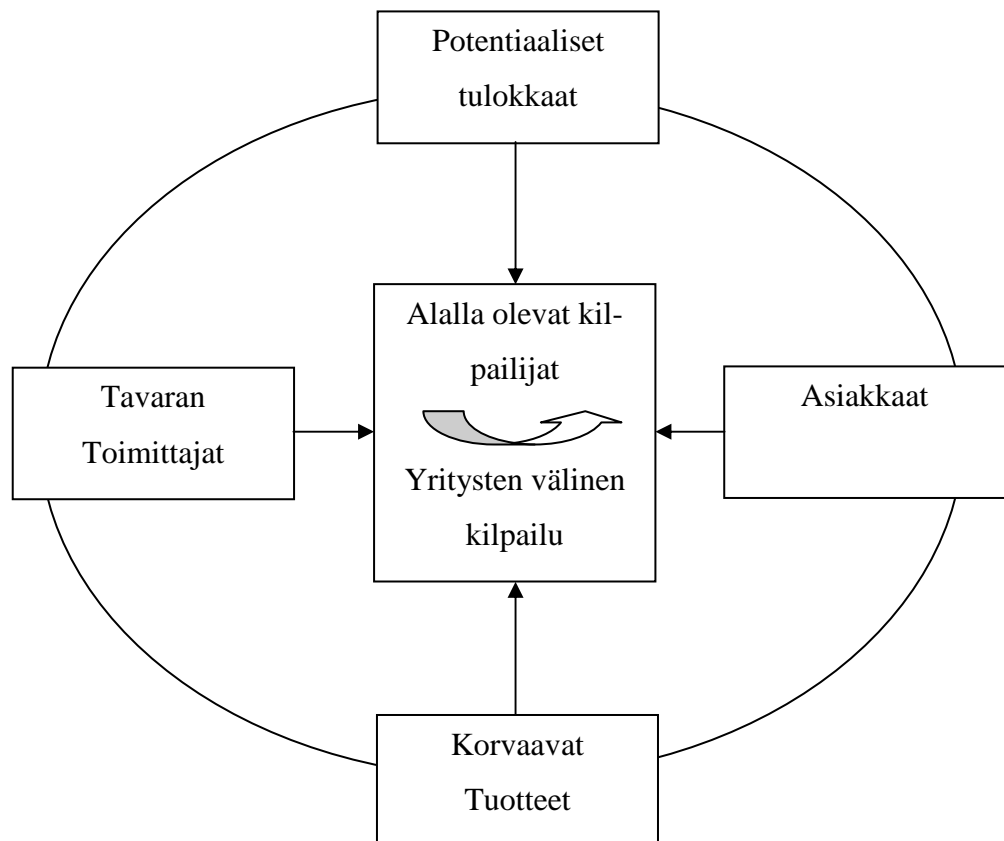 Potentiaaliset
tulokkaat
Alalla olevat kil-
pailijat
Yritysten välinen
kilpailu
Tavaran
Toimittajat
Asiakkaat
Korvaavat
Tuotteet